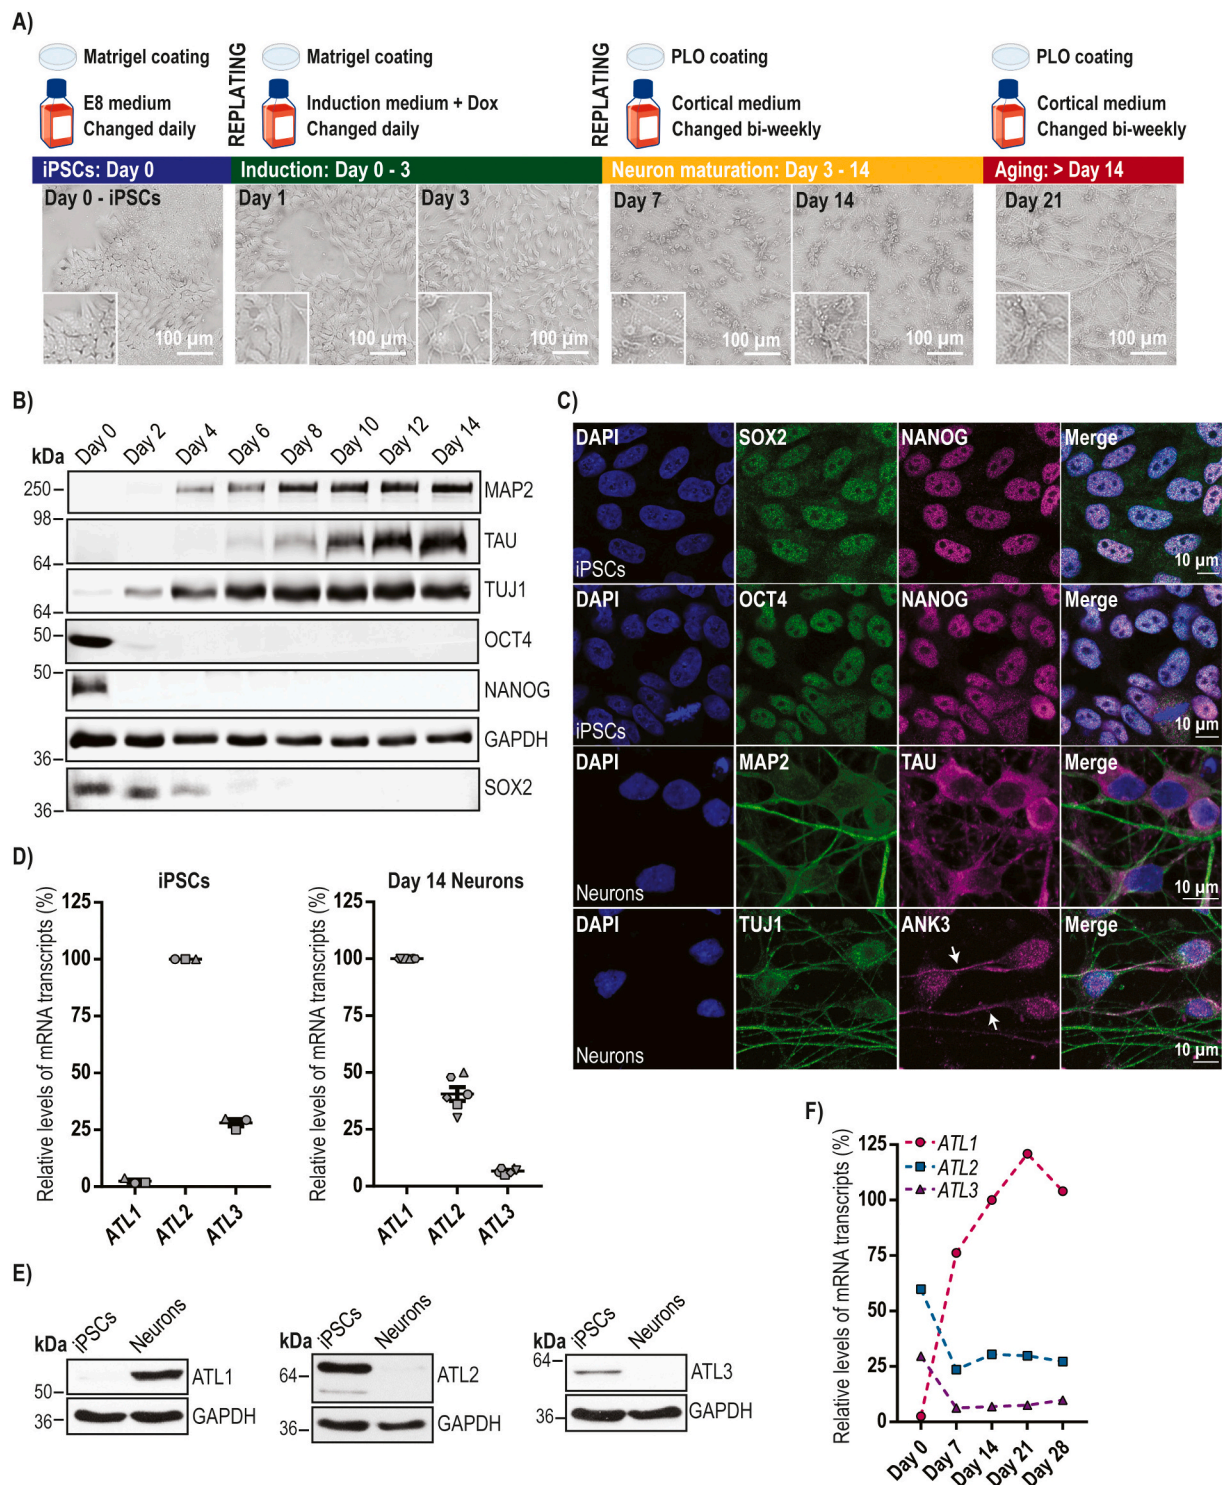 A)
Matrigel coating
E8 medium
Changed daily
REPLATING
Matrigel coating
Induction medium + Dox
Changed daily
REPLATING
PLO coating
Cortical medium
Changed bi-weekly
PLO coating
Cortical medium
Changed bi-weekly
iPSCs: Day 0
Induction: Day 0 - 3
Neuron maturation: Day 3 - 14
Aging: > Day 14
Day 0 - iPSCs
Day 1
Day 3
Day 7
Day 14
Day 21
100 µm
100 µm
100 µm
100 µm
100 µm
100 µm
B)
kDa
Day 0
Day 2
Day 4
Day 6
Day 8
Day 10
Day 12
Day 14
250
MAP2
98
TAU
64
TUJ1
64
50
OCT4
50
NANOG
GAPDH
36
SOX2
36
C)
DAPI
SOX2
NANOG
Merge
iPSCs
10 µm
DAPI
OCT4
NANOG
Merge
iPSCs
10 µm
DAPI
MAP2
TAU
Merge
Neurons
10 µm
DAPI
TUJ1
ANK3
Merge
Neurons
10 µm
D)
iPSCs
Relative levels of mRNA transcripts (%)
125
100
75
50
25
0
ATL1
ATL2
ATL3
Day 14 Neurons
Relative levels of mRNA transcripts (%)
125
100
75
50
25
0
ATL1
ATL2
ATL3
E)
kDa
iPSCs
Neurons
ATL1
50
36
GAPDH
kDa
iPSCs
Neurons
64
ATL2
36
GAPDH
kDa
iPSCs
Neurons
64
ATL3
36
GAPDH
F)
Relative levels of mRNA transcripts (%)
125
100
75
50
25
0
ATL1
ATL2
ATL3
Day 0
Day 7
Day 14
Day 21
Day 28